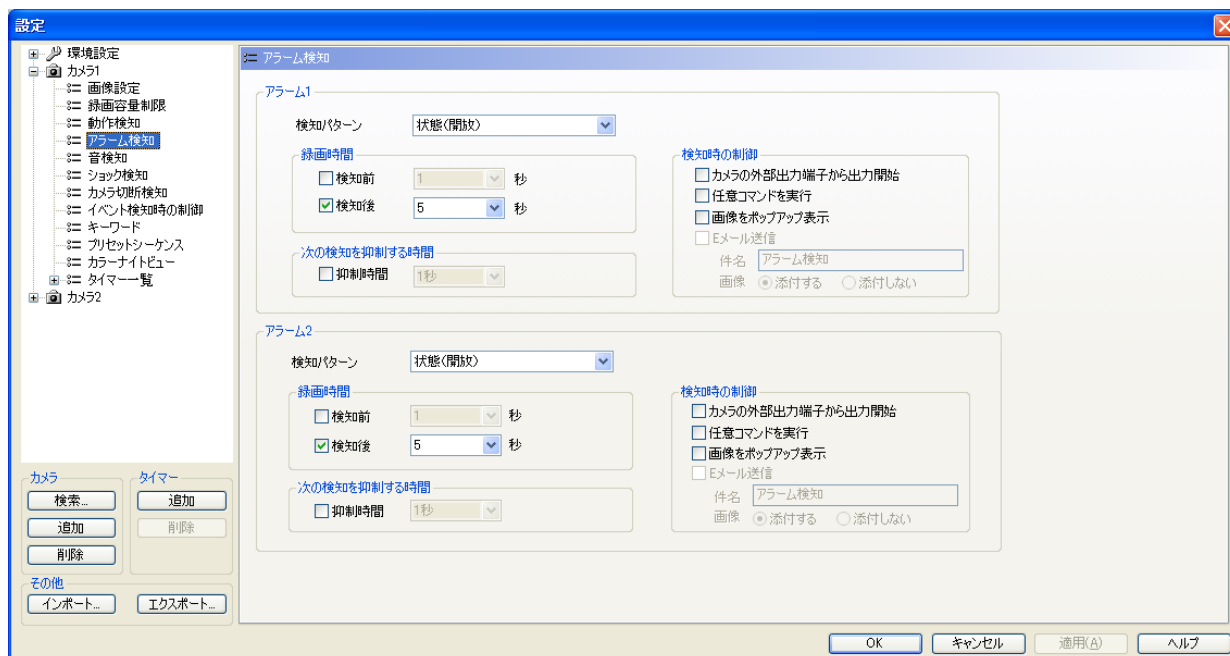 設定
環境設定
カメラ1
画像設定
録画容量制限
動作検知
アラーム検知
音検知
ショック検知
カメラ切断検知
イベント検知時の制御
キーワード
プリセットシーケンス
カラーナイトビュー
タイマー一覧
カメラ2
カメラ
検索...
追加
削除
タイマー
追加
削除
その他
インポート...
エクスポート...
アラーム検知
アラーム1
検知パターン 状態(開放)
録画時間
検知前 1 秒
検知後 5 秒
次の検知を抑制する時間
抑制時間 1秒
検知時の制御
カメラの外部出力端子から出力開始
任意コマンドを実行
画像をポップアップ表示
Eメール送信
件名 アラーム検知
画像 添付する 添付しない
アラーム2
検知パターン 状態(開放)
録画時間
検知前 1 秒
検知後 5 秒
次の検知を抑制する時間
抑制時間 1秒
検知時の制御
カメラの外部出力端子から出力開始
任意コマンドを実行
画像をポップアップ表示
Eメール送信
件名 アラーム検知
画像 添付する 添付しない
OK キャンセル 適用(A) ヘルプ